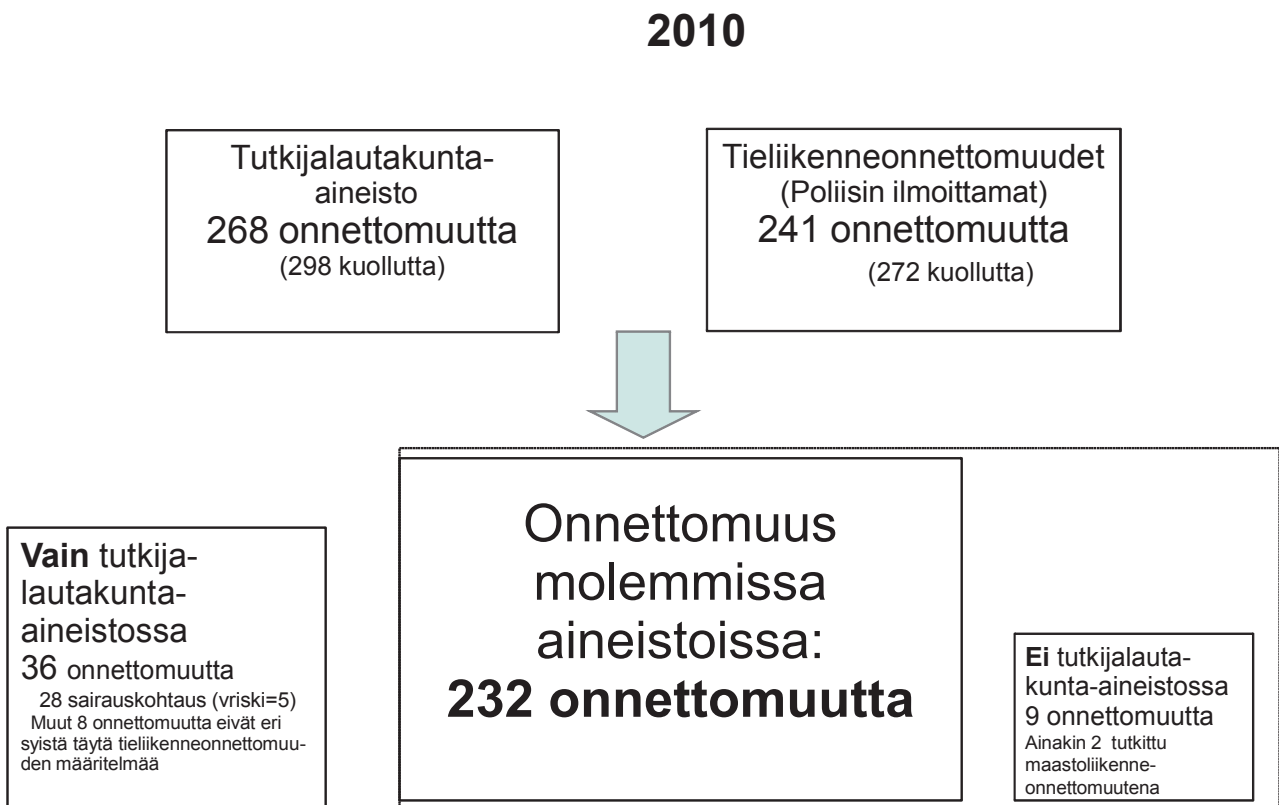 2010
Tutkijalautakunta-
aineisto
268 onnettomuutta
(298 kuollutta)
Tieliikenneonnettomuudet
(Poliisin ilmoittamat)
241 onnettomuutta
(272 kuollutta)
Vain tutkija-
lautakunta-
aineistossa
36 onnettomuutta
28 sairauskohtaus (vriski=5)
Muut 8 onnettomuutta eivät eri
syistä täytä tieliikenneonnettomuu-
den määritelmää
Onnettomuus
molemmissa
aineistoissa:
232 onnettomuutta
Ei tutkijalauta-
kunta-aineistossa
9 onnettomuutta
Ainakin 2 tutkittu
maastoliikenne-
onnettomuutena